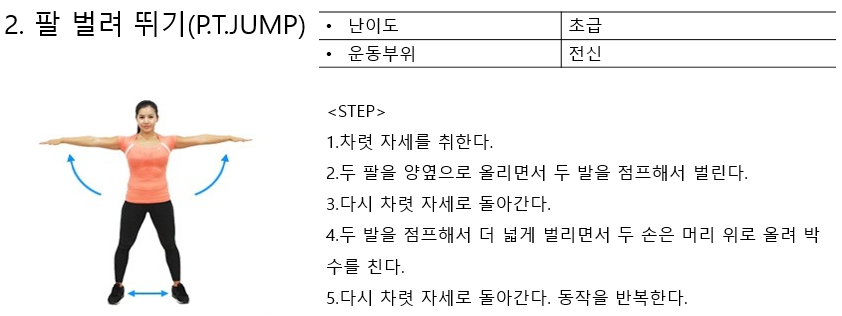 2. 팔 벌려 뛰기(P.T.JUMP)
• 난이도 초급
• 운동부위 전신
<STEP>
1.차렷 자세를 취한다.
2.두 팔을 양옆으로 올리면서 두 발을 점프해서 벌린다.
3.다시 차렷 자세로 돌아간다.
4.두 발을 점프해서 더 넓게 벌리면서 두 손은 머리 위로 올려 박
수를 친다.
5.다시 차렷 자세로 돌아간다. 동작을 반복한다.